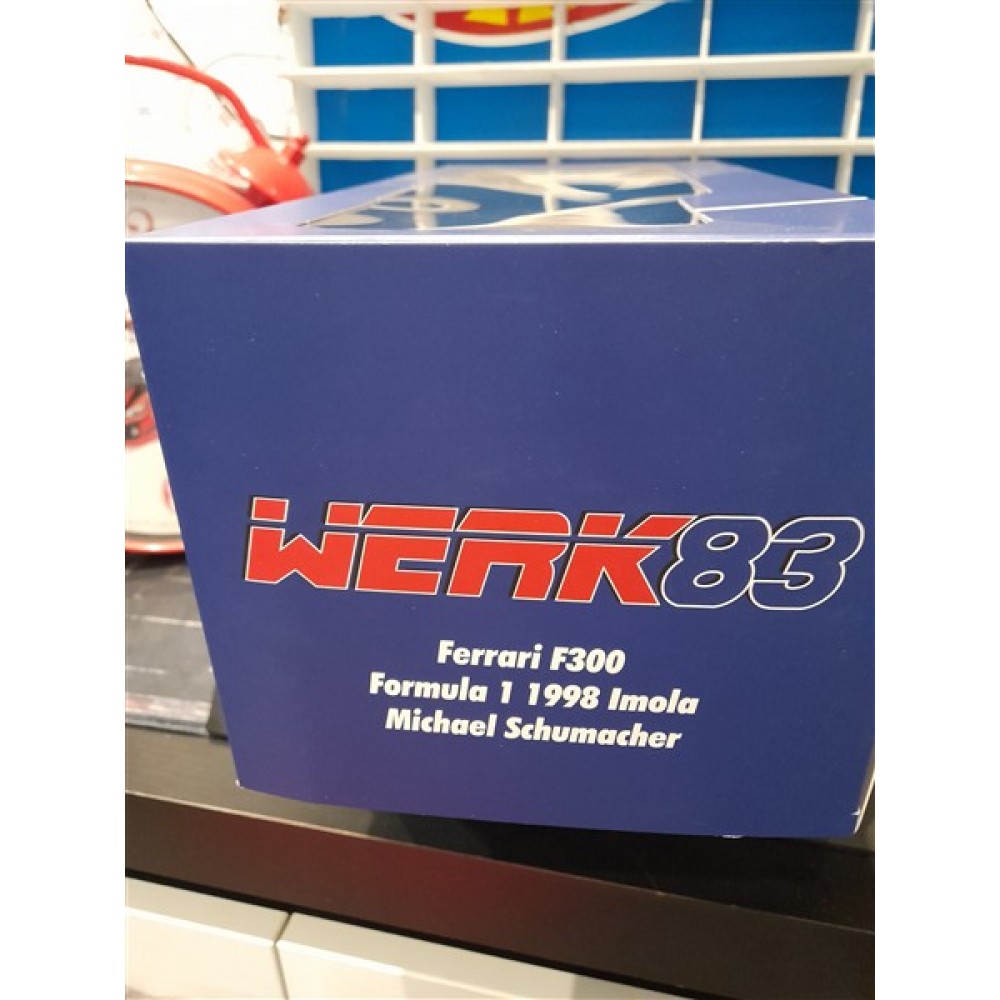 WERK83
Ferrari F300
Formula 1 1998 Imola
Michael Schumacher